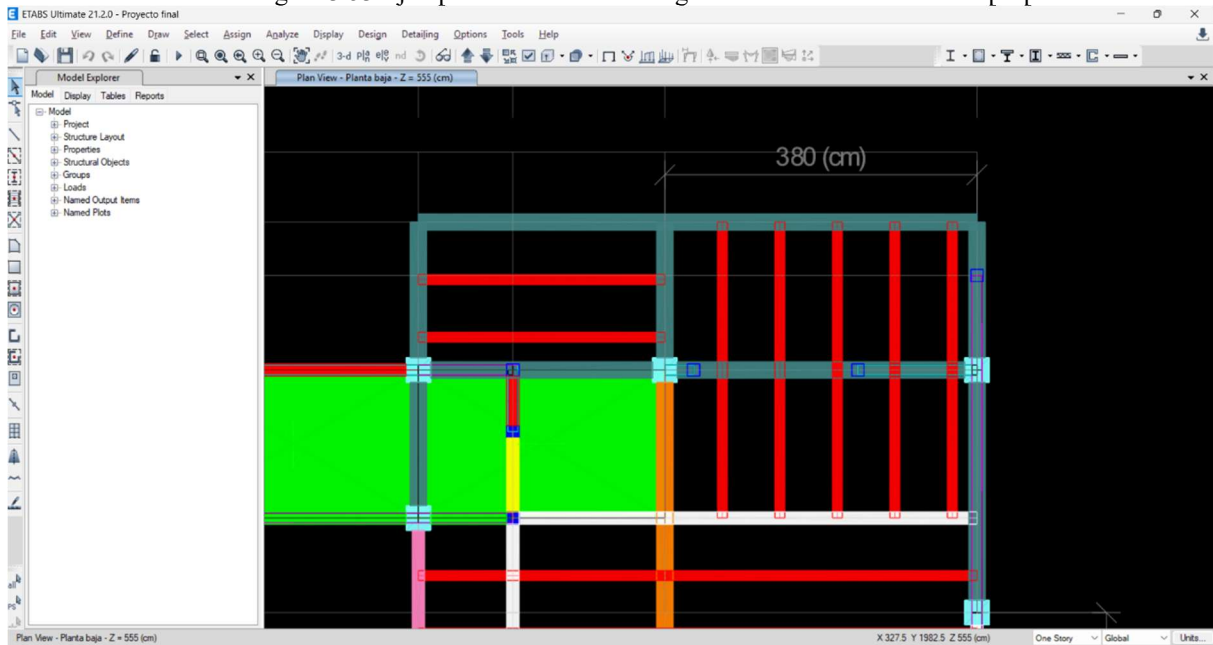 ETABS Ultimate 21.2.0 - Proyecto final
File Edit View Define Draw Select Assign Analyze Display Design Detailing Options Tools Help
3-d nd
Model Explorer
Plan View - Planta baja - Z = 555 (cm)
Model Display Tables Reports
Model
Project
Structure Layout
Properties
Structural Objects
Groups
Loads
Named Output Items
Named Plots
380 (cm)
all
Plan View - Planta baja - Z = 555 (cm)
X 327.5 Y 1982.5 Z 555 (cm)
One Story
Global
Units...